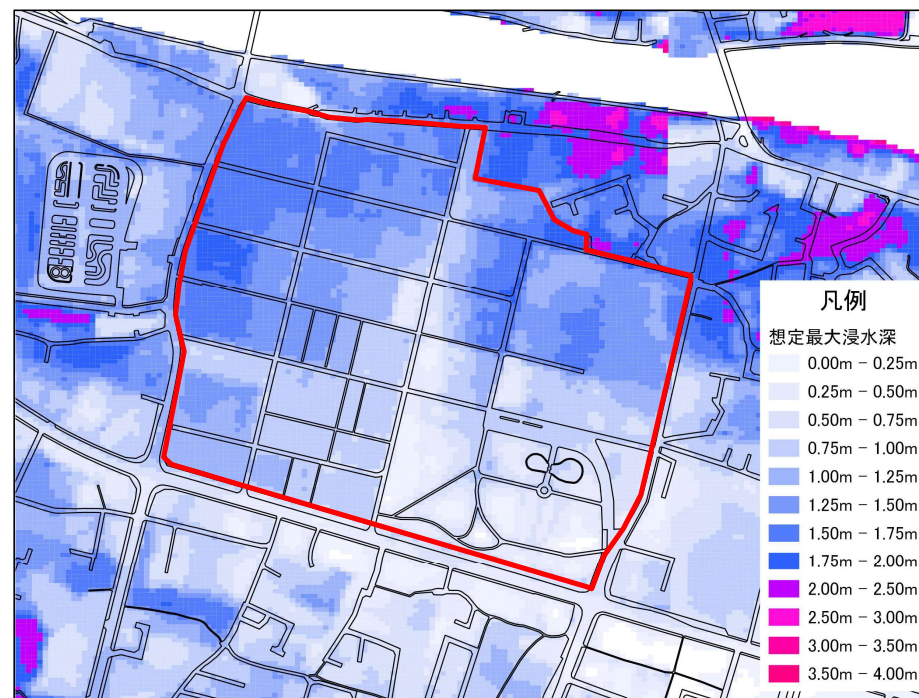 凡例
想定最大浸水深
0.00m － 0.25m
0.25m － 0.50m
0.50m － 0.75m
0.75m － 1.00m
1.00m － 1.25m
1.25m － 1.50m
1.50m － 1.75m
1.75m － 2.00m
2.00m － 2.50m
2.50m － 3.00m
3.00m － 3.50m
3.50m － 4.00m